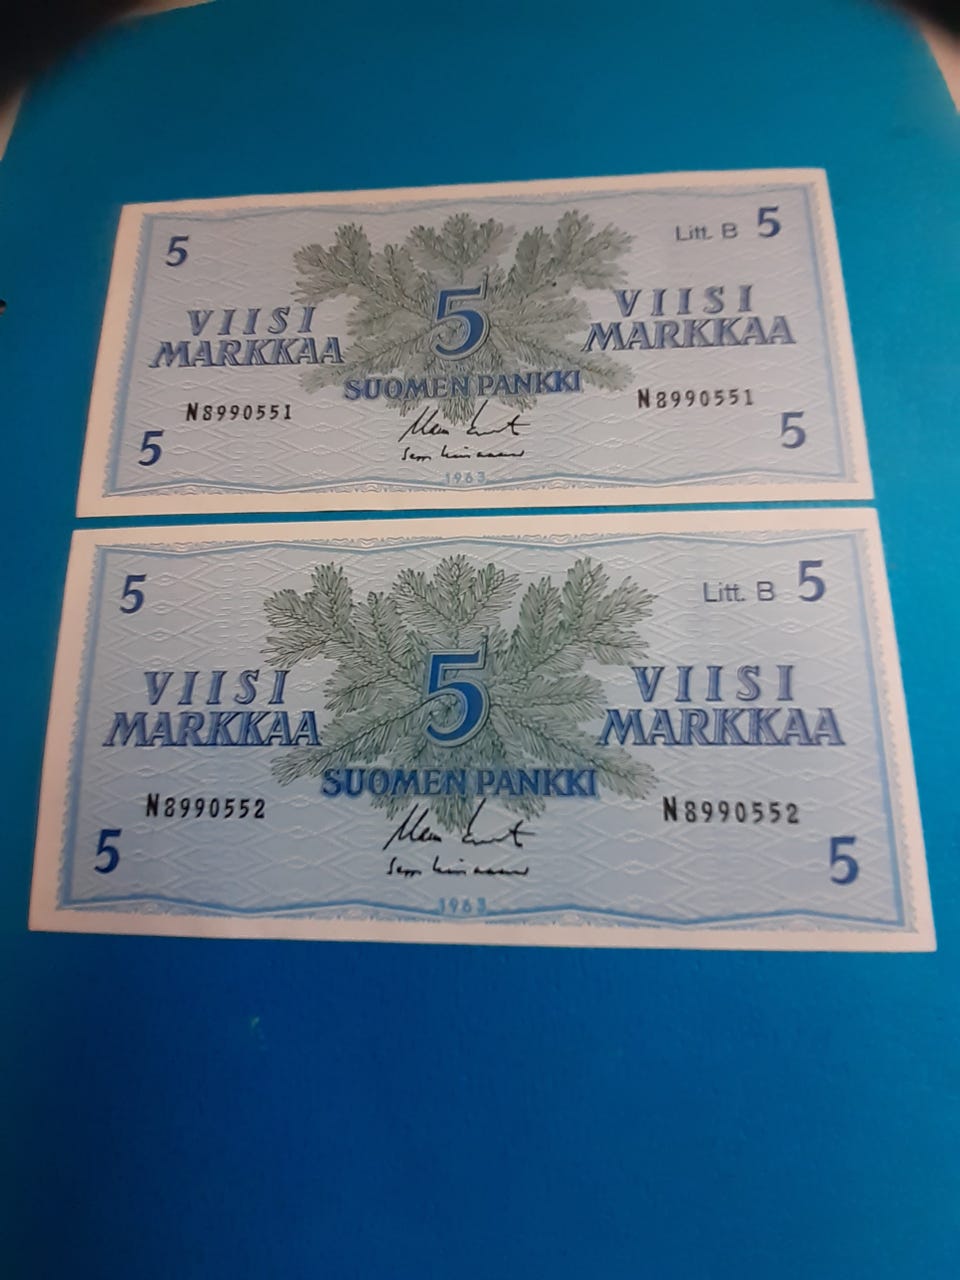 5 Litt. B 5
VIISI 5 VIISI
MARKKAA MARKKAA
SUOMEN PANKKI
N8990551 N8990551
5 5
1963
5 Litt. B 5
VIISI 5 VIISI
MARKKAA MARKKAA
SUOMEN PANKKI
N8990552 N8990552
5 5
1963